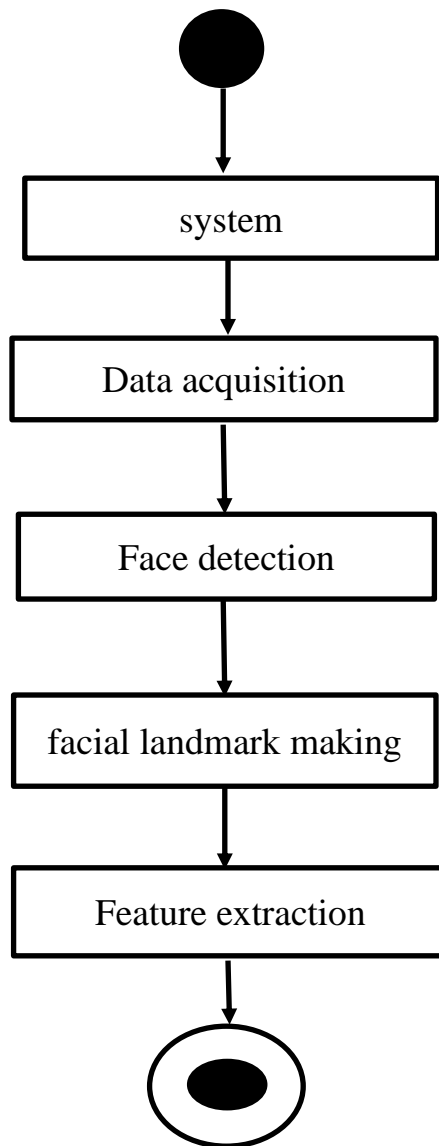 system
Data acquisition
Face detection
facial landmark making
Feature extraction